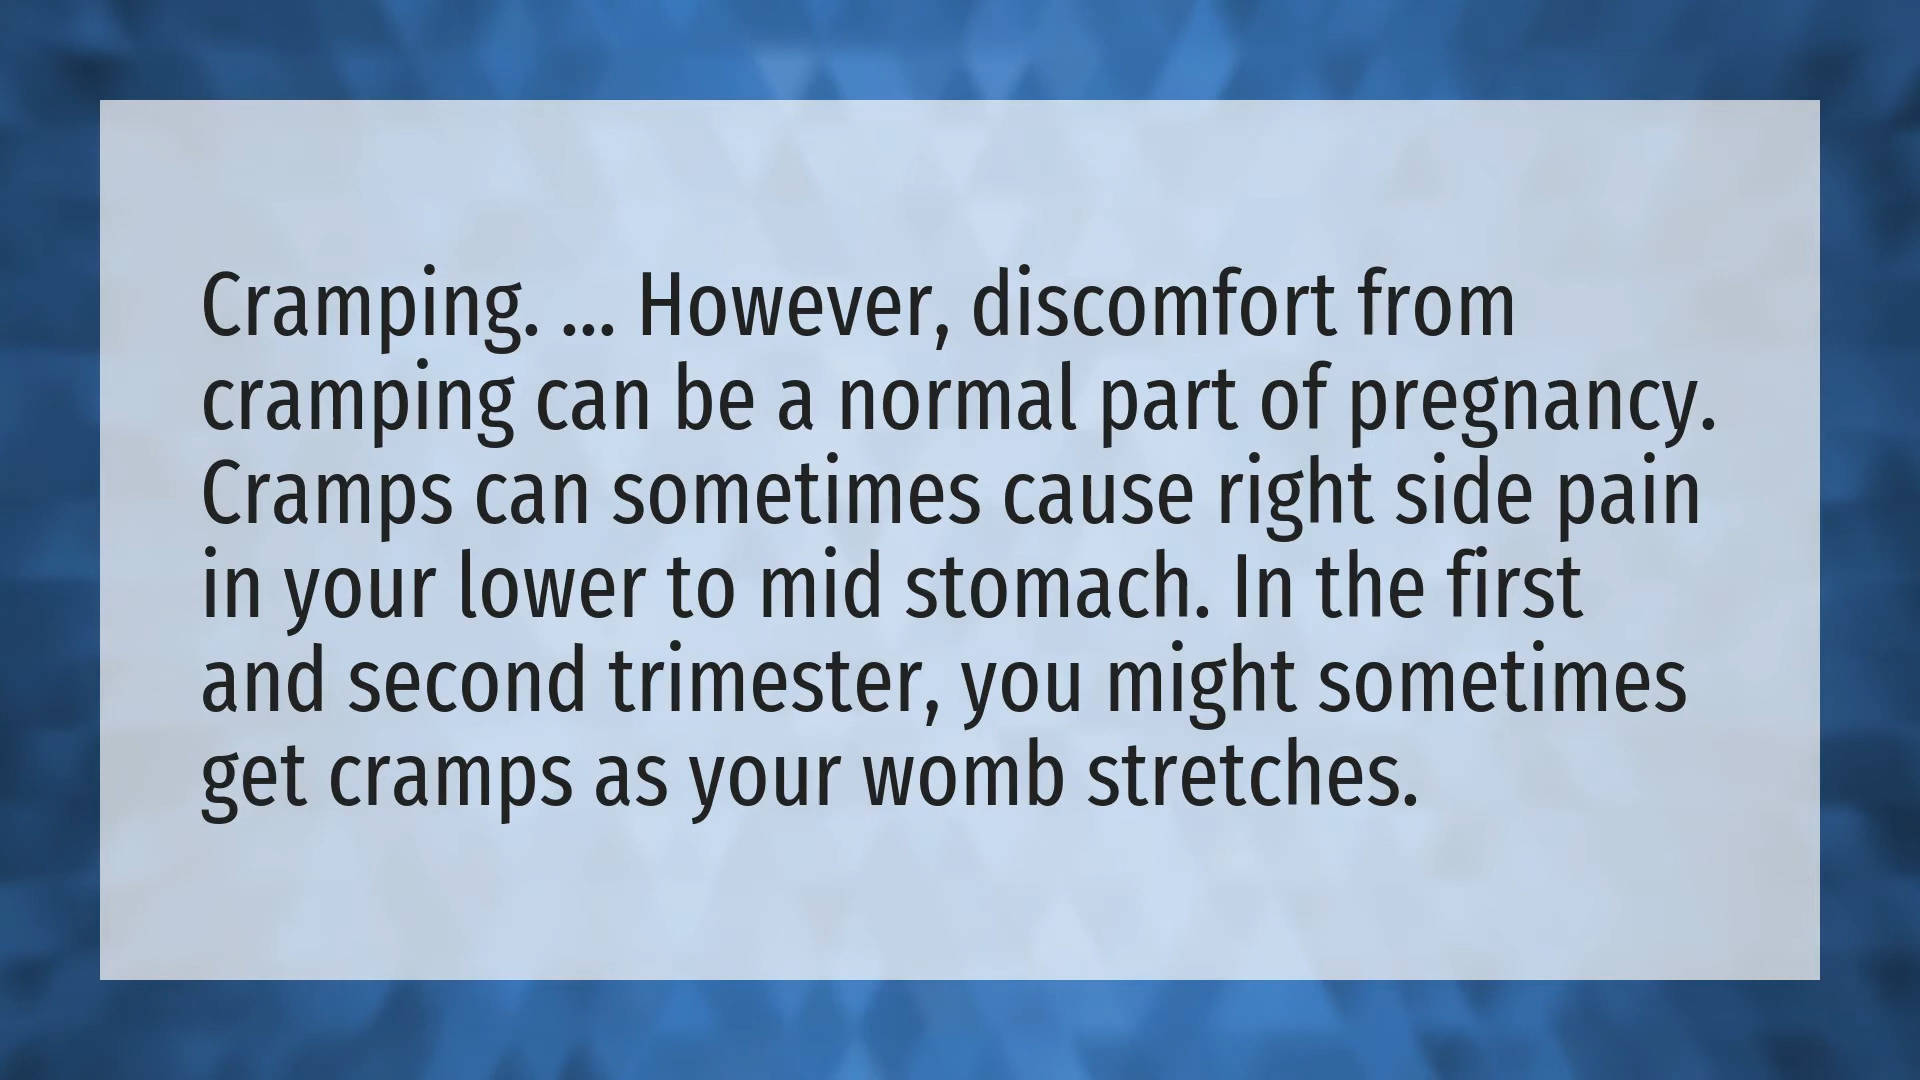 Cramping. ... However, discomfort from
cramping can be a normal part of pregnancy.
Cramps can sometimes cause right side pain
in your lower to mid stomach. In the first
and second trimester, you might sometimes
get cramps as your womb stretches.